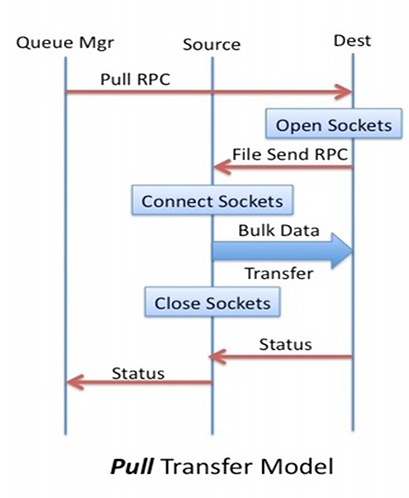 Queue Mgr
Source
Dest
Pull RPC
Open Sockets
File Send RPC
Connect Sockets
Bulk Data
Transfer
Close Sockets
Status
Status
Pull Transfer Model